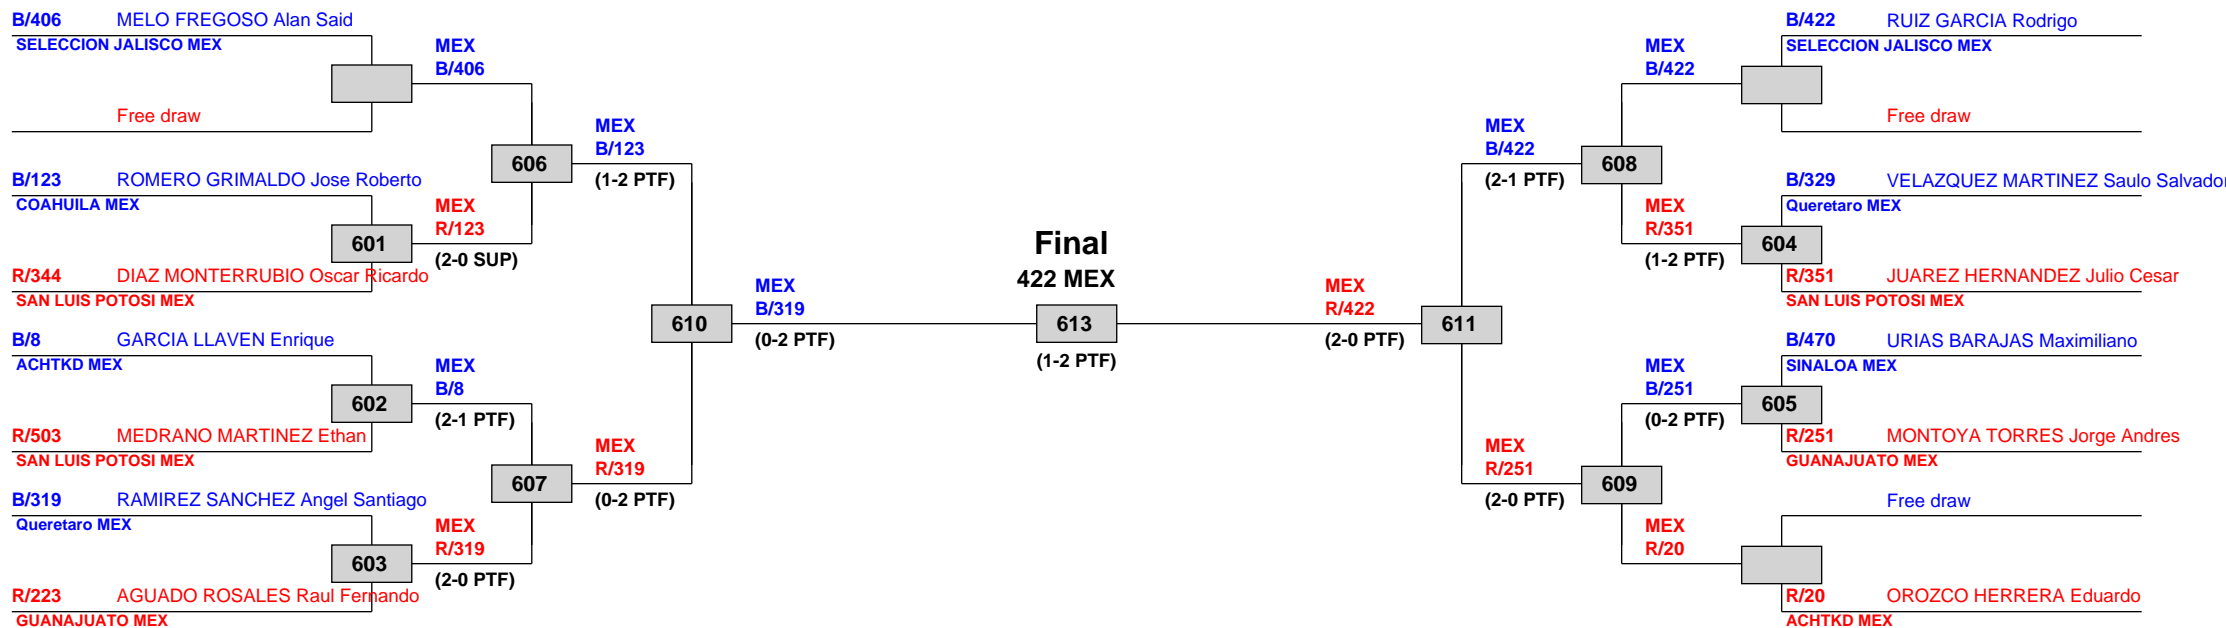 B/406 MELO FREGOSO Alan Said
SELECCION JALISCO MEX
Free draw
B/123 ROMERO GRIMALDO Jose Roberto
COAHUILA MEX
601
R/344 DIAZ MONTERRUBIO Oscar Ricardo
SAN LUIS POTOSI MEX
B/8 GARCIA LLAVEN Enrique
ACHTKD MEX
602
R/503 MEDRANO MARTINEZ Ethan
SAN LUIS POTOSI MEX
B/319 RAMIREZ SANCHEZ Angel Santiago
Queretaro MEX
603
R/223 AGUADO ROSALES Raul Fernando
GUANAJUATO MEX
MEX
B/406
606
MEX
R/123
(2-0 SUP)
MEX
B/8
(2-1 PTF)
607
MEX
R/319
(2-0 PTF)
MEX
B/123
(1-2 PTF)
610
MEX
R/319
(0-2 PTF)
MEX
B/319
(0-2 PTF)
Final
422 MEX
613
(1-2 PTF)
MEX
R/422
(2-0 PTF)
MEX
B/422
(2-1 PTF)
611
MEX
R/251
(2-0 PTF)
MEX
B/422
608
MEX
R/351
(1-2 PTF)
MEX
B/251
(0-2 PTF)
609
MEX
R/20
B/422 RUIZ GARCIA Rodrigo
SELECCION JALISCO MEX
Free draw
B/329 VELAZQUEZ MARTINEZ Saulo Salvador
Queretaro MEX
604
R/351 JUAREZ HERNANDEZ Julio Cesar
SAN LUIS POTOSI MEX
B/470 URIAS BARAJAS Maximiliano
SINALOA MEX
605
R/251 MONTOYA TORRES Jorge Andres
GUANAJUATO MEX
Free draw
R/20 OROZCO HERRERA Eduardo
ACHTKD MEX